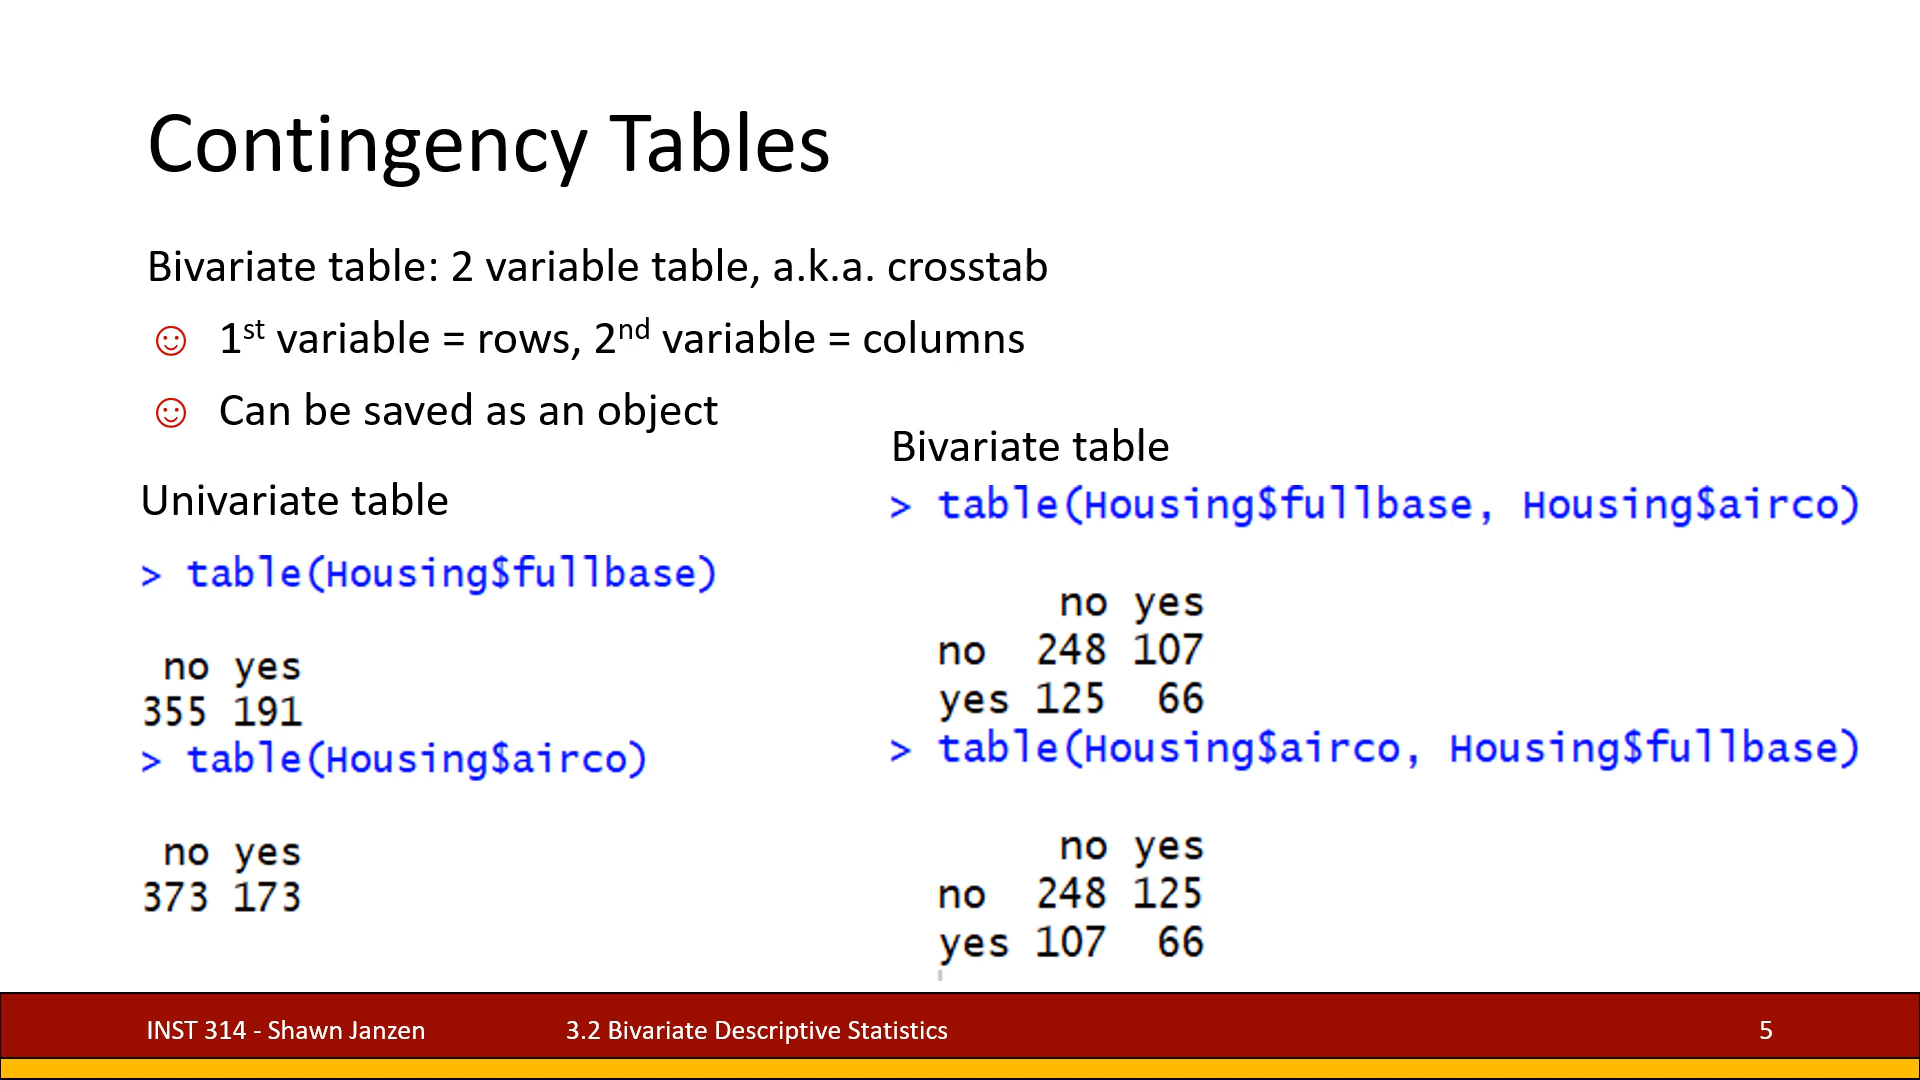 Contingency Tables
Bivariate table: 2 variable table, a.k.a. crosstab
1st variable = rows, 2nd variable = columns
Can be saved as an object
Univariate table
> table(Housing$fullbase)
no yes
355 191
> table(Housing$airco)
no yes
373 173
Bivariate table
> table(Housing$fullbase, Housing$airco)
no yes
no 248 107
yes 125 66
> table(Housing$airco, Housing$fullbase)
no yes
no 248 125
yes 107 66
INST 314 - Shawn Janzen 3.2 Bivariate Descriptive Statistics 5